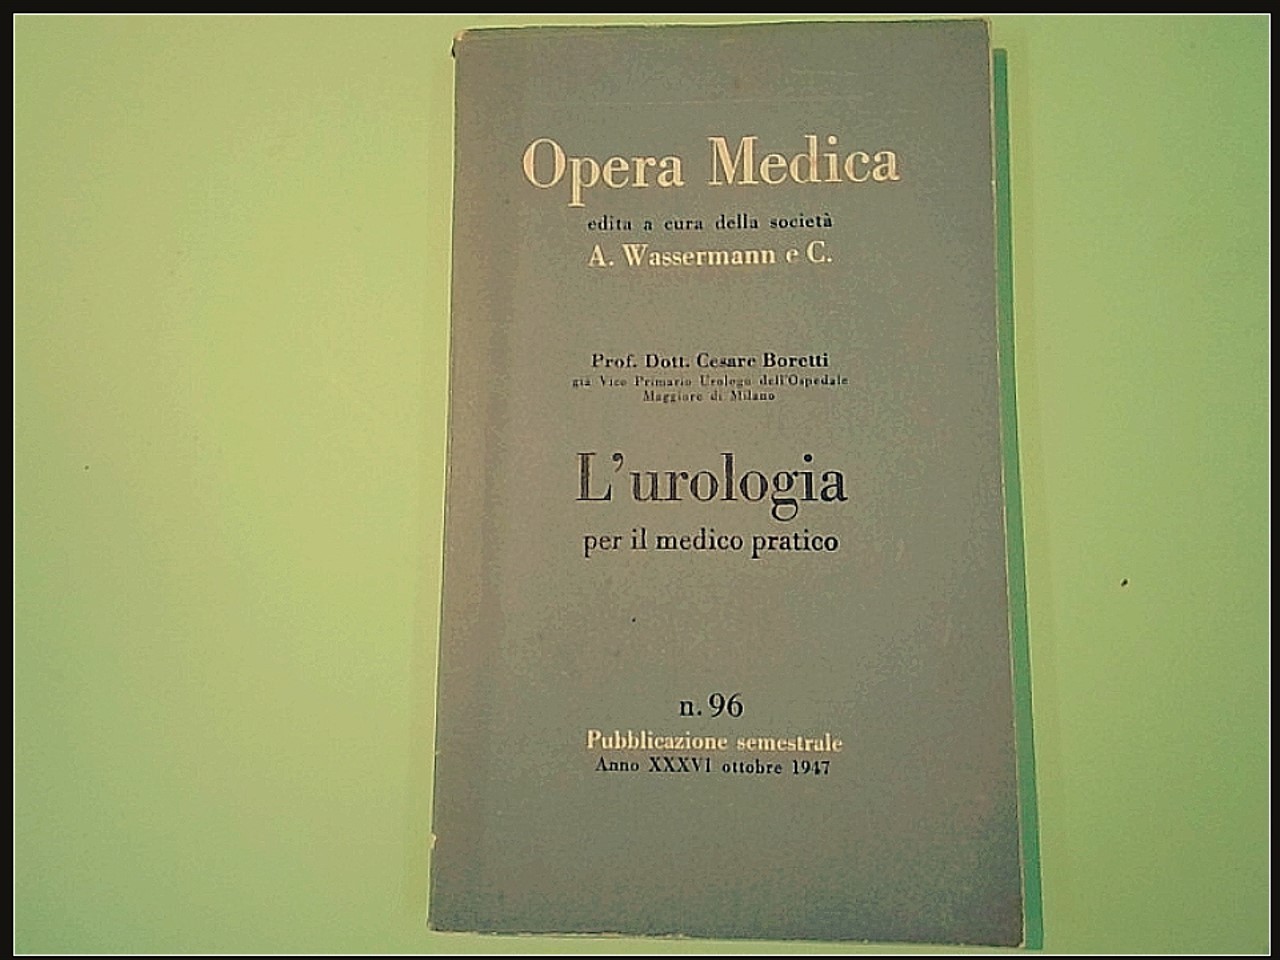 Opera Medica
edita a cura della società
A. Wassermann e C.
Prof. Dott. Cesare Boretti
già Vice Primario Urologo dell'Ospedale
Maggiore di Milano
L'urologia
per il medico pratico
n. 96
Pubblicazione semestrale
Anno XXXVI ottobre 1947